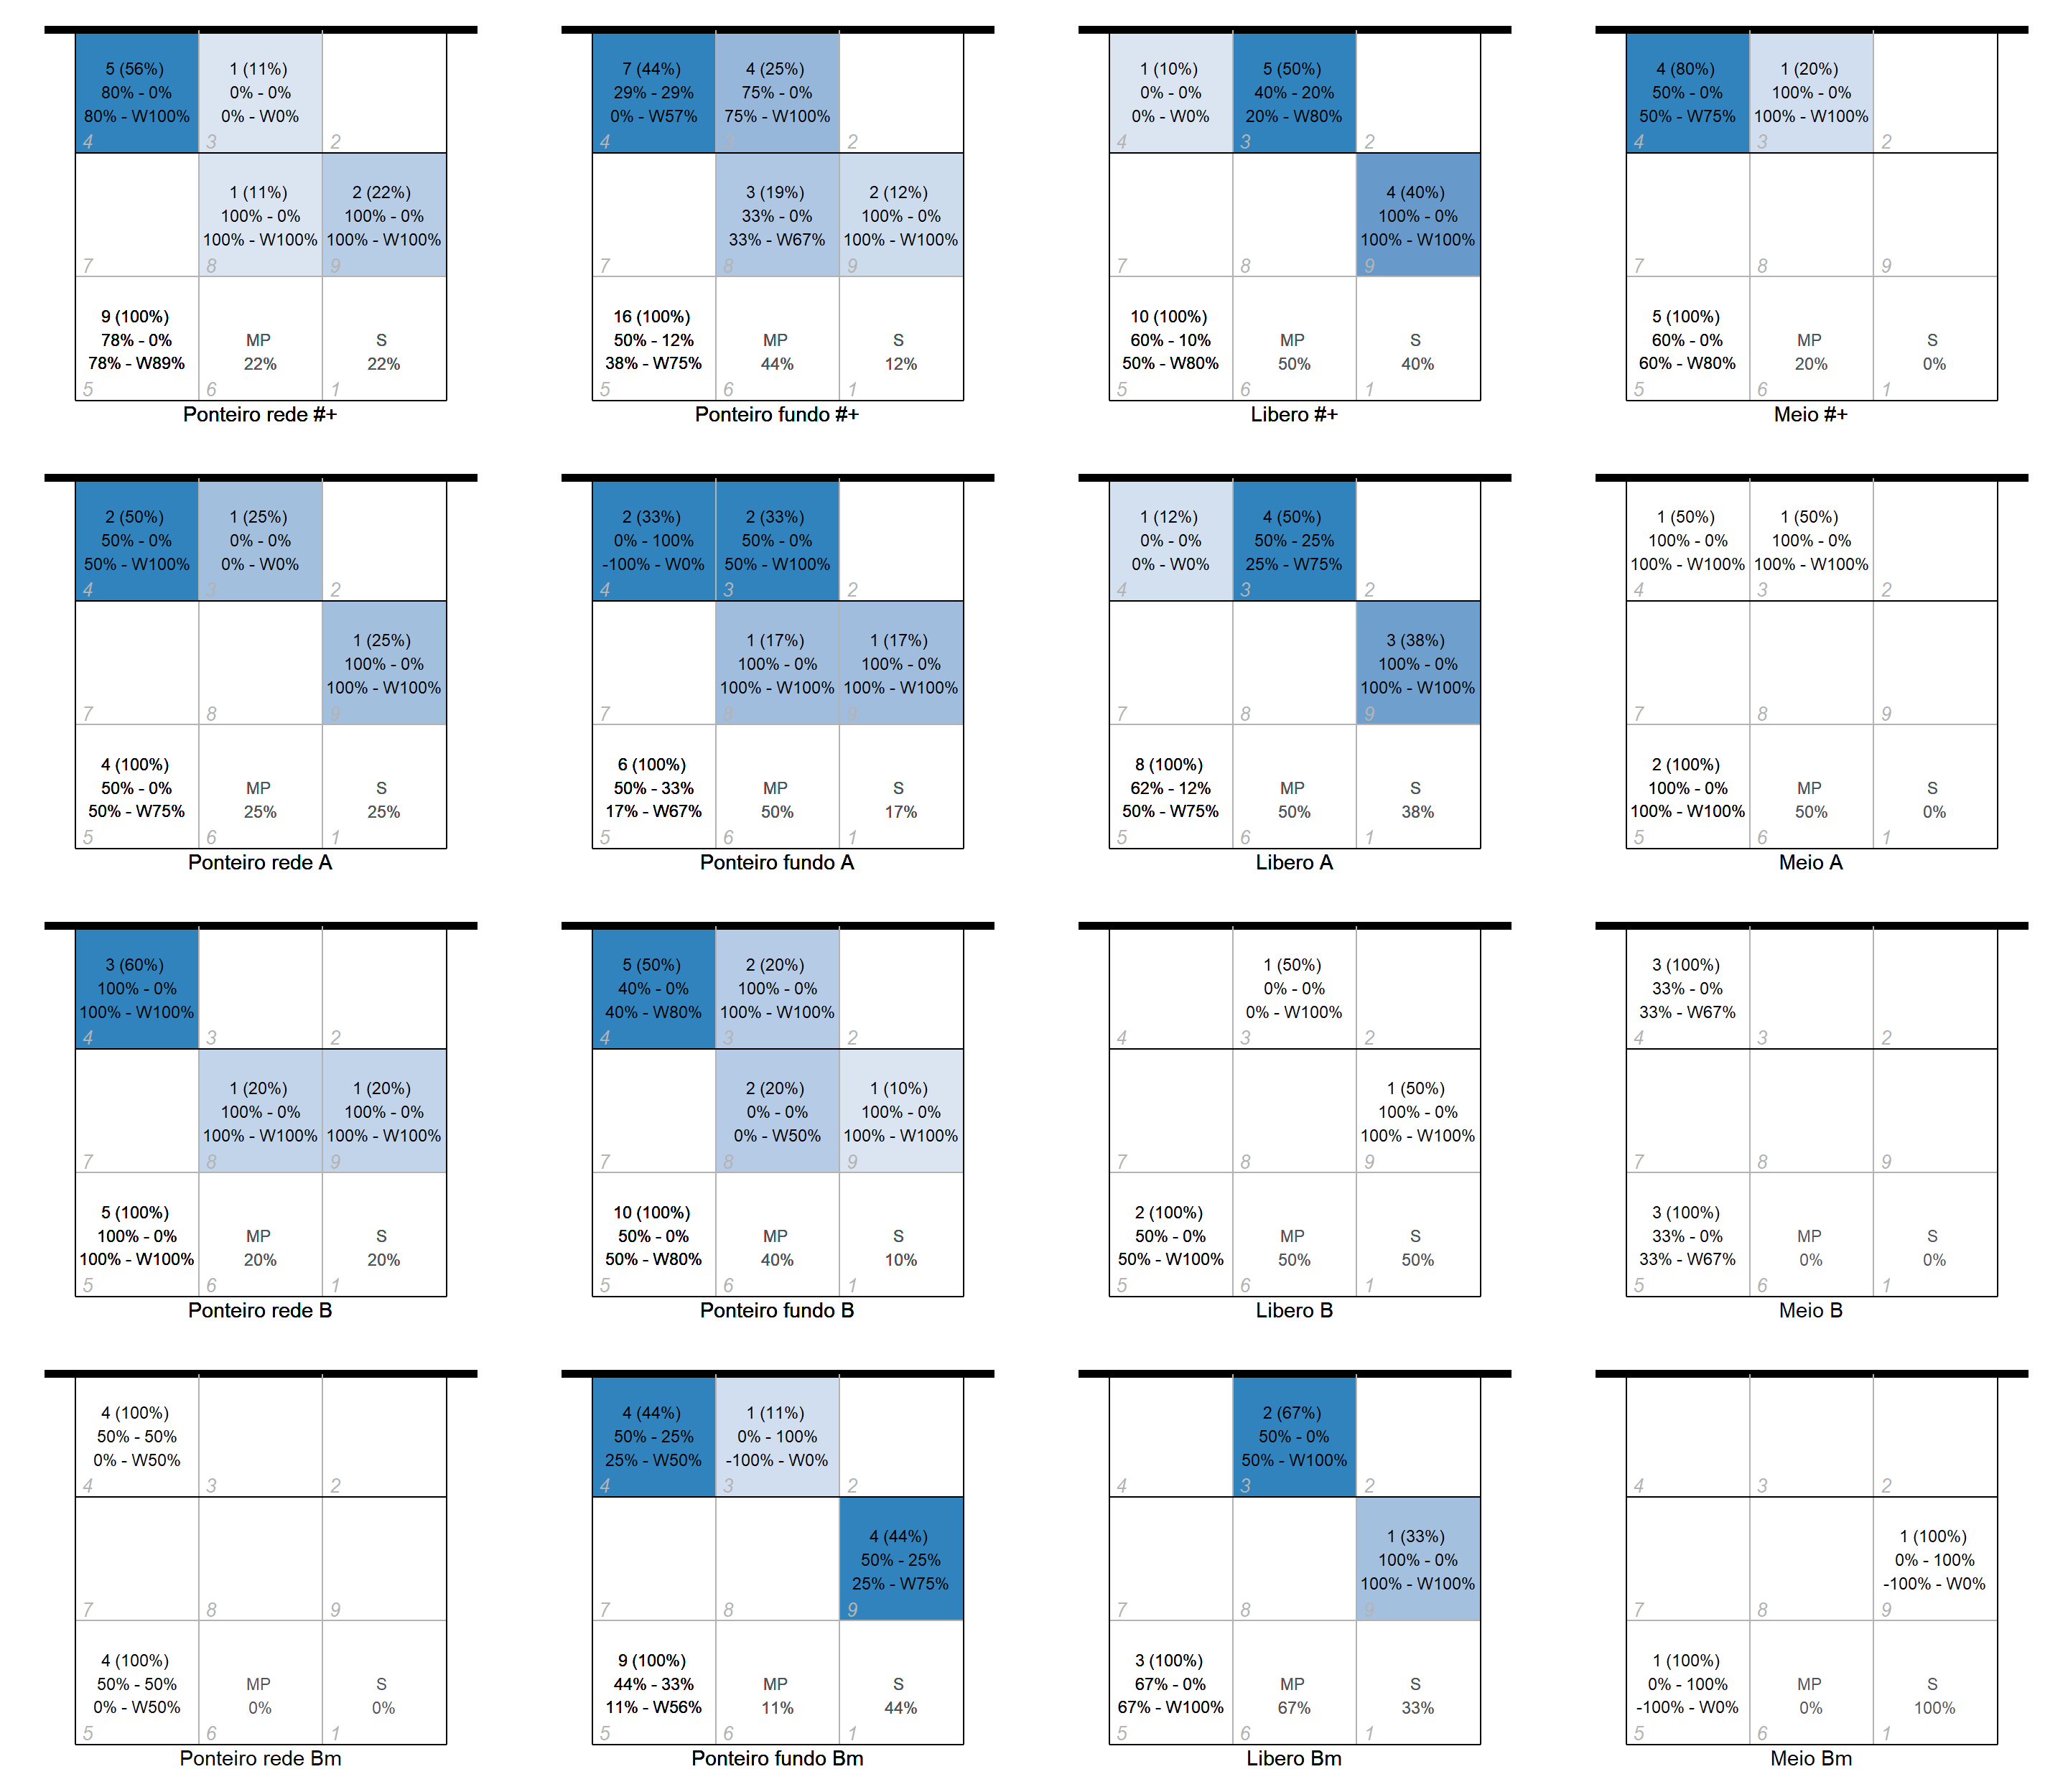 5 (56%)
80% - 0%
80% - W100%
4
1 (11%)
0% - 0%
0% - W0%
3
2
7
1 (11%)
100% - 0%
100% - W100%
8
2 (22%)
100% - 0%
100% - W100%
9
9 (100%)
78% - 0%
78% - W89%
5
MP
22%
6
S
22%
1
Ponteiro rede #+
7 (44%)
29% - 29%
0% - W57%
4
4 (25%)
75% - 0%
75% - W100%
2
7
3 (19%)
33% - 0%
33% - W67%
8
2 (12%)
100% - 0%
100% - W100%
9
16 (100%)
50% - 12%
38% - W75%
5
MP
44%
6
S
12%
1
Ponteiro fundo #+
1 (10%)
0% - 0%
0% - W0%
4
5 (50%)
40% - 20%
20% - W80%
3
2
7
8
4 (40%)
100% - 0%
100% - W100%
9
10 (100%)
60% - 10%
50% - W80%
5
MP
50%
6
S
40%
1
Libero #+
4 (80%)
50% - 0%
50% - W75%
4
1 (20%)
100% - 0%
100% - W100%
3
2
7
8
9
5 (100%)
60% - 0%
60% - W80%
5
MP
20%
6
S
0%
1
Meio #+
2 (50%)
50% - 0%
50% - W100%
4
1 (25%)
0% - 0%
0% - W0%
3
2
7
8
1 (25%)
100% - 0%
100% - W100%
9
4 (100%)
50% - 0%
50% - W75%
5
MP
25%
6
S
25%
1
Ponteiro rede A
2 (33%)
0% - 100%
-100% - W0%
4
2 (33%)
50% - 0%
50% - W100%
3
2
7
1 (17%)
100% - 0%
100% - W100%
8
1 (17%)
100% - 0%
100% - W100%
9
6 (100%)
50% - 33%
17% - W67%
5
MP
50%
6
S
17%
1
Ponteiro fundo A
1 (12%)
0% - 0%
0% - W0%
4
4 (50%)
50% - 25%
25% - W75%
3
2
7
8
3 (38%)
100% - 0%
100% - W100%
9
8 (100%)
62% - 12%
50% - W75%
5
MP
50%
6
S
38%
1
Libero A
1 (50%)
100% - 0%
100% - W100%
4
1 (50%)
100% - 0%
100% - W100%
3
2
7
8
9
2 (100%)
100% - 0%
100% - W100%
5
MP
50%
6
S
0%
1
Meio A
3 (60%)
100% - 0%
100% - W100%
4
3
2
7
1 (20%)
100% - 0%
100% - W100%
8
1 (20%)
100% - 0%
100% - W100%
9
5 (100%)
100% - 0%
100% - W100%
5
MP
20%
6
S
20%
1
Ponteiro rede B
5 (50%)
40% - 0%
40% - W80%
4
2 (20%)
100% - 0%
100% - W100%
3
2
7
2 (20%)
0% - 0%
0% - W50%
8
1 (10%)
100% - 0%
100% - W100%
9
10 (100%)
50% - 0%
50% - W80%
5
MP
40%
6
S
10%
1
Ponteiro fundo B
4
1 (50%)
0% - 0%
0% - W100%
3
2
7
8
1 (50%)
100% - 0%
100% - W100%
9
2 (100%)
50% - 0%
50% - W100%
5
MP
50%
6
S
50%
1
Libero B
3 (100%)
33% - 0%
33% - W67%
4
3
2
7
8
9
3 (100%)
33% - 0%
33% - W67%
5
MP
0%
6
S
0%
1
Meio B
4 (100%)
50% - 50%
0% - W50%
4
3
2
7
8
9
4 (100%)
50% - 50%
0% - W50%
5
MP
0%
6
S
0%
1
Ponteiro rede Bm
4 (44%)
50% - 25%
25% - W50%
4
1 (11%)
0% - 100%
-100% - W0%
3
2
7
8
4 (44%)
50% - 25%
25% - W75%
9
9 (100%)
44% - 33%
11% - W56%
5
MP
11%
6
S
44%
1
Ponteiro fundo Bm
4
2 (67%)
50% - 0%
50% - W100%
3
2
7
8
1 (33%)
100% - 0%
100% - W100%
9
3 (100%)
67% - 0%
67% - W100%
5
MP
67%
6
S
33%
1
Libero Bm
4
3
2
7
8
1 (100%)
0% - 100%
-100% - W0%
9
1 (100%)
0% - 100%
-100% - W0%
5
MP
0%
6
S
100%
1
Meio Bm